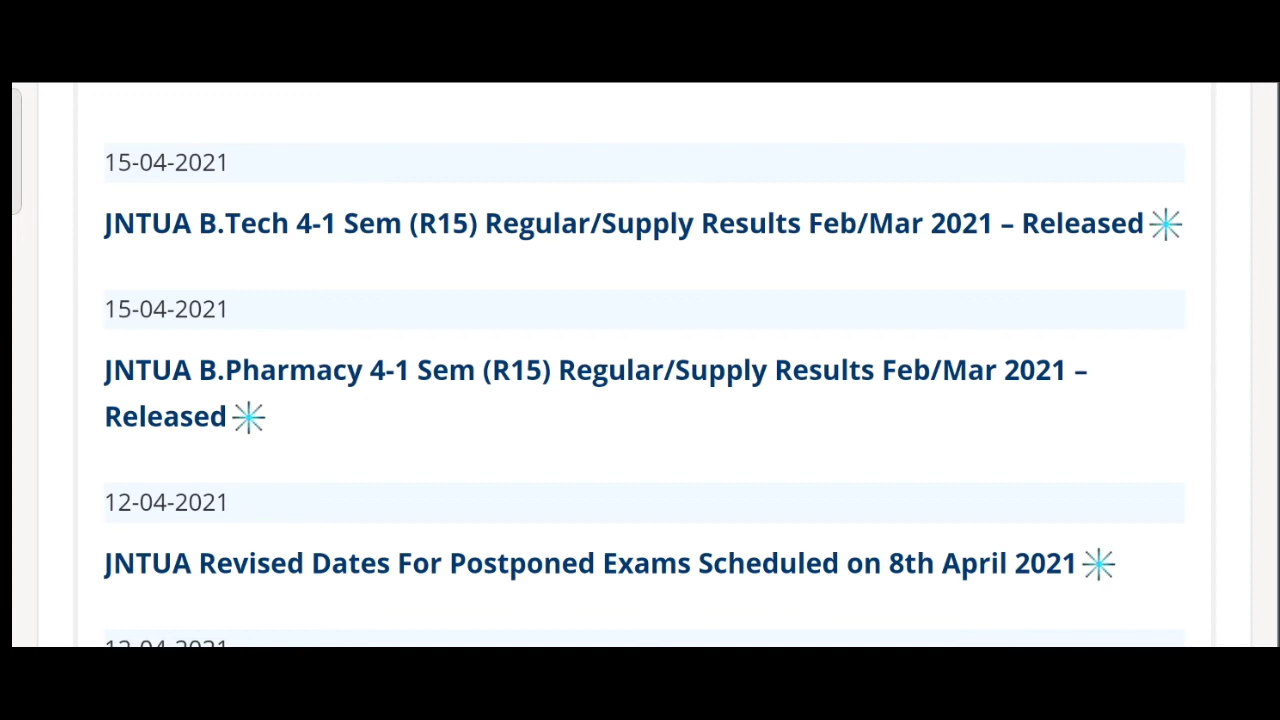 15-04-2021
JNTUA B.Tech 4-1 Sem (R15) Regular/Supply Results Feb/Mar 2021 – Released
15-04-2021
JNTUA B.Pharmacy 4-1 Sem (R15) Regular/Supply Results Feb/Mar 2021 –
Released
12-04-2021
JNTUA Revised Dates For Postponed Exams Scheduled on 8th April 2021